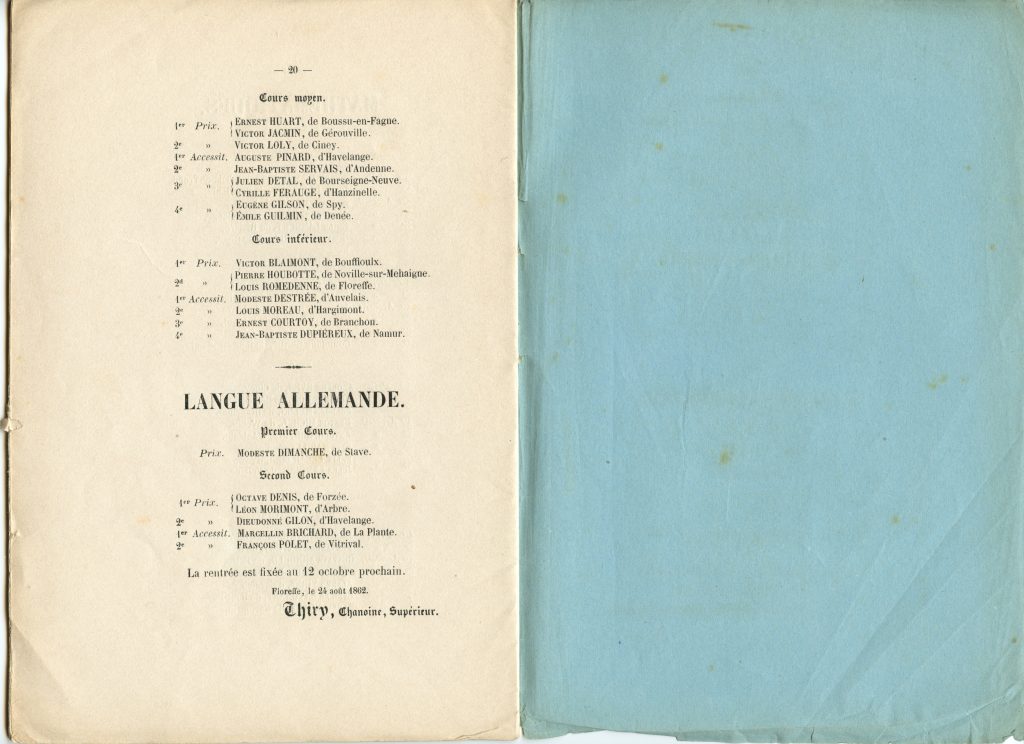 — 20 —
Cours moyen.
1er Prix. ERNEST HUART, de Boussu-en-Fagne.
VICTOR JACMIN, de Gérouville.
2e » VICTOR LOLY, de Ciney.
1er Accessit. AUGUSTE PINARD, d'Havelange.
2e » JEAN-BAPTISTE SERVAIS, d'Andenne.
3e » JULIEN DETAL, de Bourseigne-Neuve.
CYRILLE FERAUGE, d'Hanzinelle.
4e » EUGÈNE GILSON, de Spy.
ÉMILE GUILMIN, de Denée.
Cours inférieur.
1er Prix. VICTOR BLAIMONT, de Bouffioulx.
2d » PIERRE HOUBOTTE, de Noville-sur-Mehaigne.
LOUIS ROMEDENNE, de Floreffe.
1er Accessit. MODESTE DESTRÉE, d'Auvelais.
2e » LOUIS MOREAU, de Hargimont.
3e » ERNEST COURTOY, de Branchon.
4e » JEAN-BAPTISTE DUPIÉREUX, de Namur.
LANGUE ALLEMANDE.
Premier Cours.
Prix. MODESTE DIMANCHE, de Stave.
Second Cours.
1er Prix. OCTAVE DENIS, de Forzée.
LÉON MORIMONT, d'Arbre.
2e » DIEUDONNÉ GILON, d'Havelange.
1er Accessit. MARCELLIN BRICHARD, de La Plante.
2e » FRANÇOIS POLET, de Vitrival.
La rentrée est fixée au 12 octobre prochain.
Floreffe, le 24 août 1862.
Thiry, Chanoine, Supérieur.